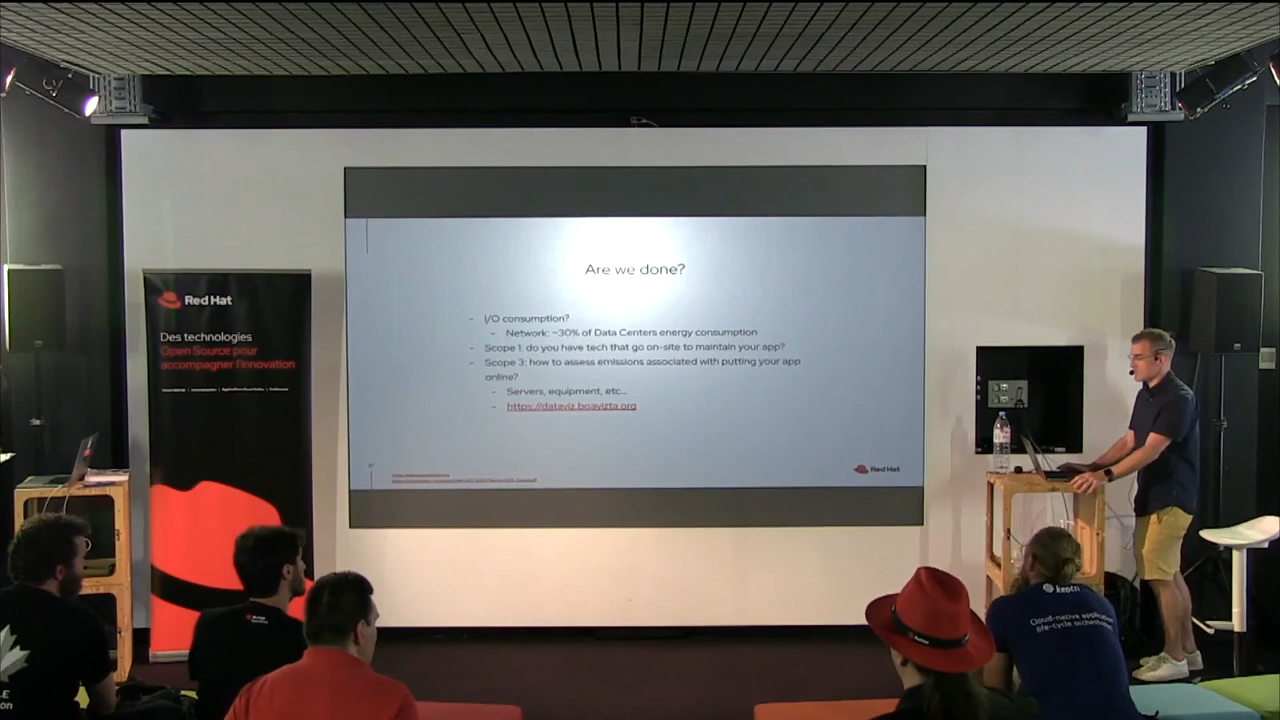 Are we done?
- I/O consumption?
- Network: ~30% of Data Centers energy consumption
- Scope 1: do you have tech that go on-site to maintain your app?
- Scope 3: how to assess emissions associated with putting your app
online?
- Servers, equipment, etc...
- https://dataviz.boavizta.org
Red Hat
Red Hat
Des technologies
Open Source pour
accompagner l'innovation
keptn
Cloud-native application
life-cycle orchestration